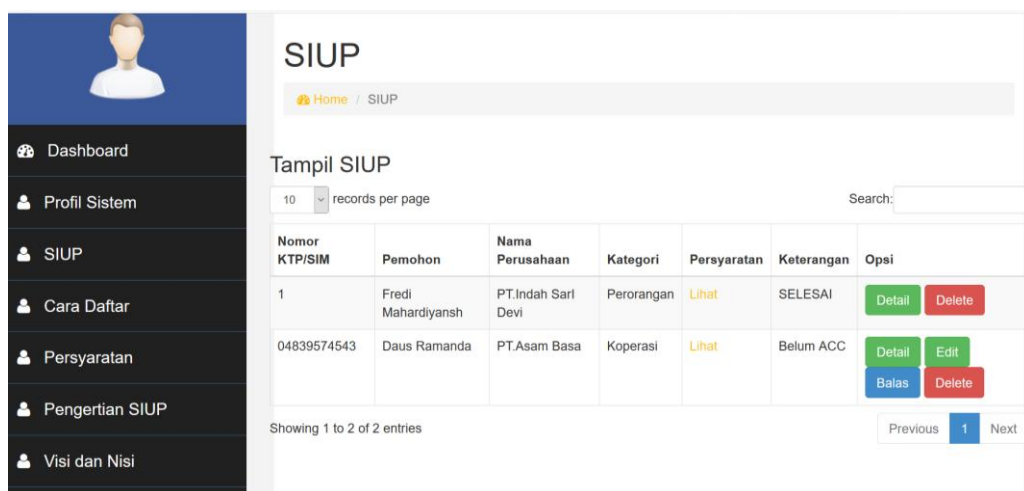 Dashboard
Profil Sistem
SIUP
Cara Daftar
Persyaratan
Pengertian SIUP
Visi dan Nisi
SIUP
Home / SIUP
Tampil SIUP
10 records per page Search:
Nomor KTP/SIM Pemohon Nama Perusahaan Kategori Persyaratan Keterangan Opsi
1 Fredi Mahardiyansh PT.Indah Sarl Devi Perorangan Lihat SELESAI Detail Delete
04839574543 Daus Ramanda PT.Asam Basa Koperasi Lihat Belum ACC Detail Edit
Balas Delete
Showing 1 to 2 of 2 entries Previous 1 Next